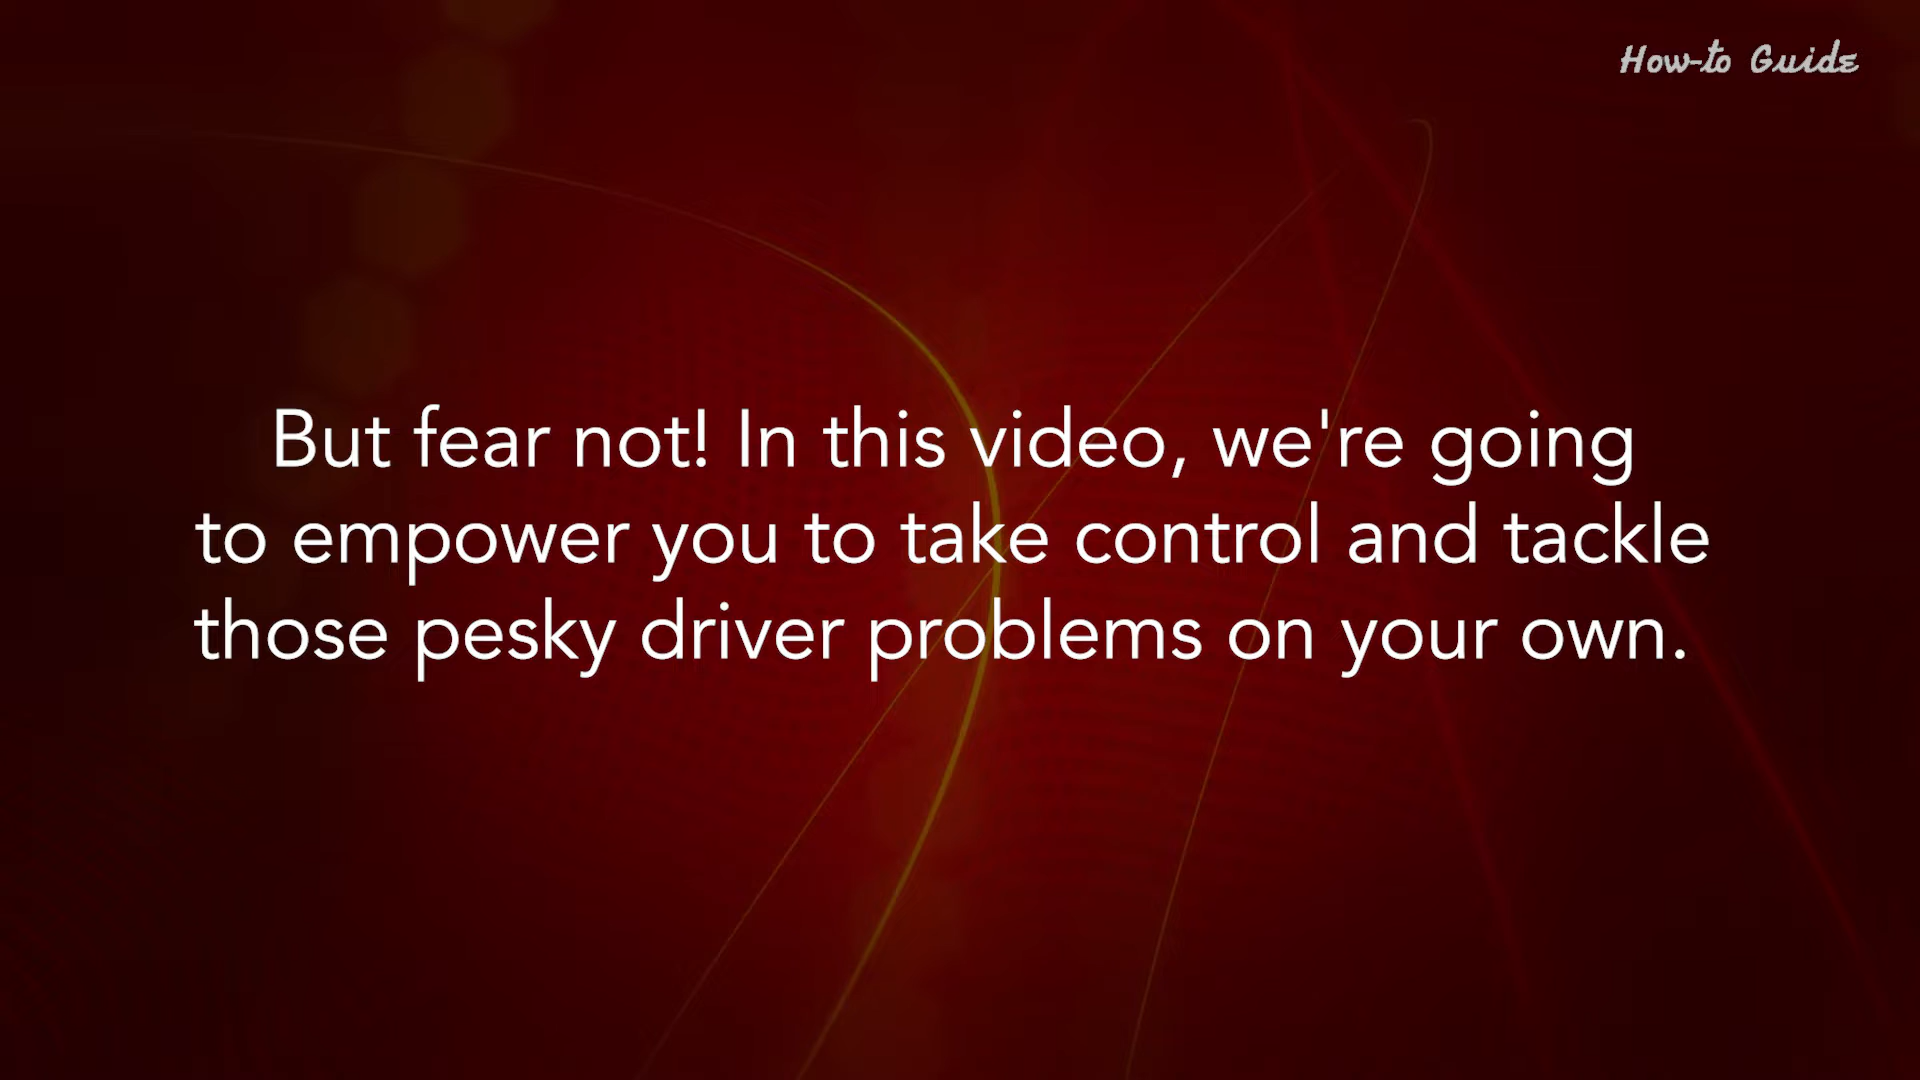 How-to Guide
But fear not! In this video, we're going
to empower you to take control and tackle
those pesky driver problems on your own.